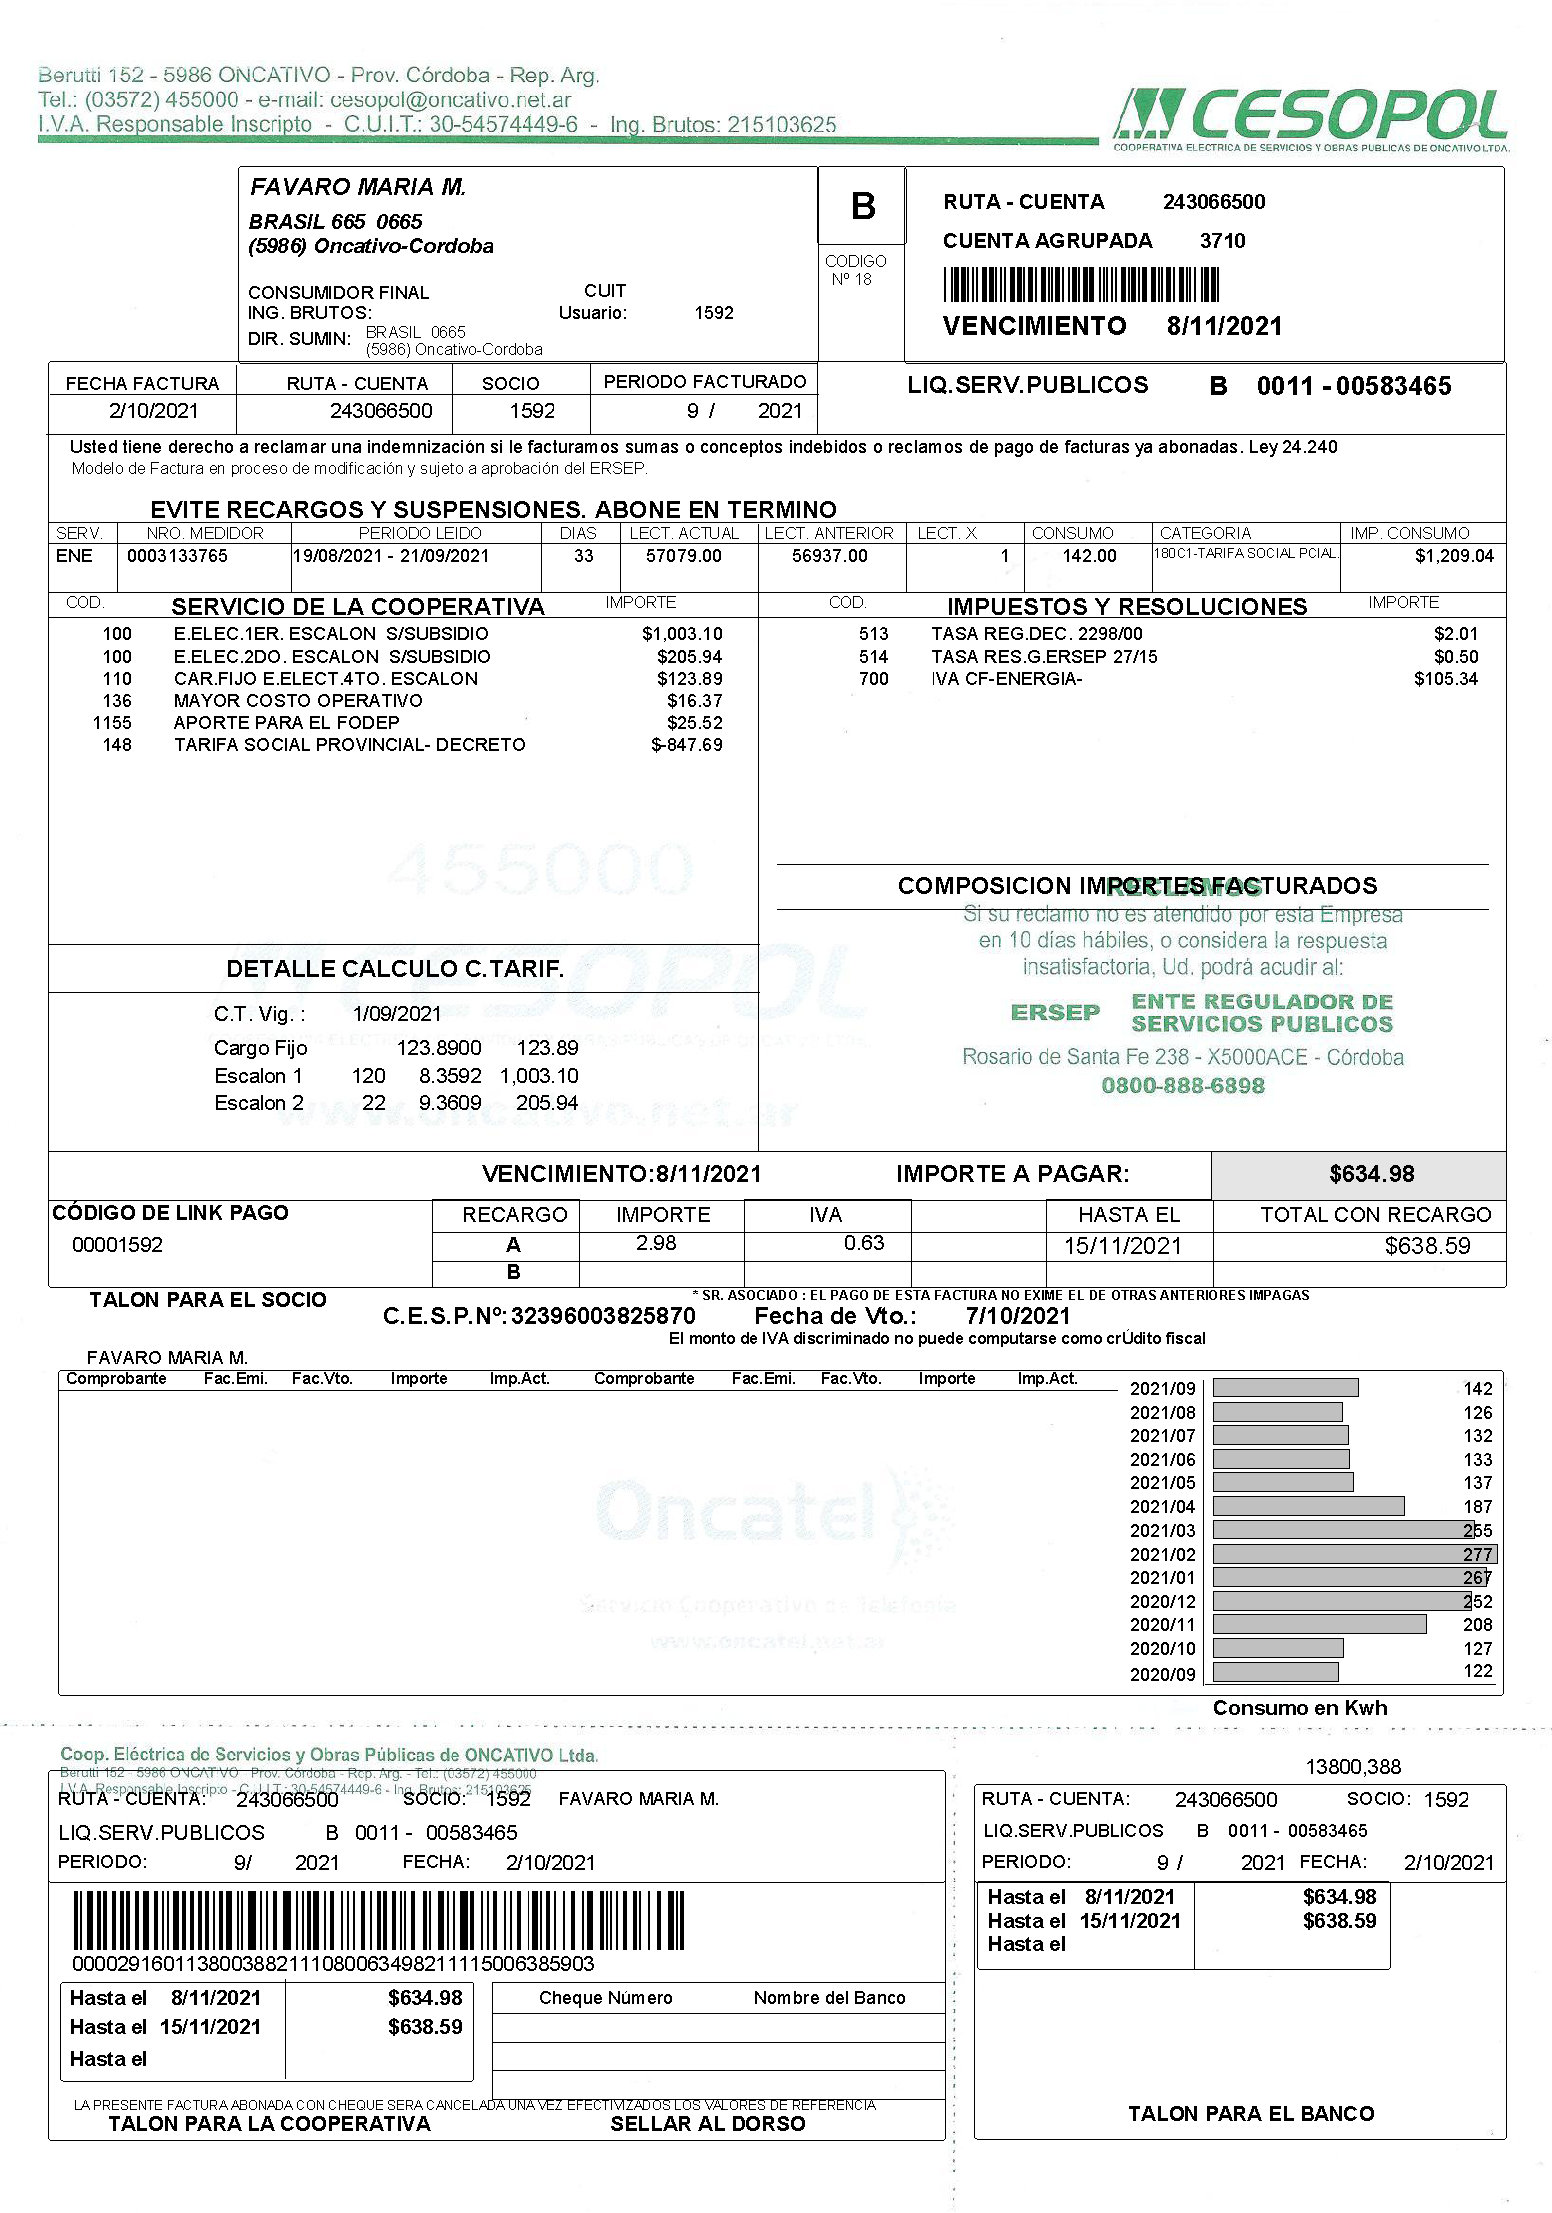 Berutti 152 - 5986 ONCATIVO - Prov. Córdoba - Rep. Arg.
Tel.: (03572) 455000 - e-mail: cesopol@oncativo.net.ar
I.V.A. Responsable Inscripto - C.U.I.T.: 30-54574449-6 - Ing. Brutos: 215103625
CESOPOL
COOPERATIVA ELECTRICA DE SERVICIOS Y OBRAS PUBLICAS DE ONCATIVO LTDA.
FAVARO MARIA M.
BRASIL 665 0665
(5986) Oncativo-Cordoba
CONSUMIDOR FINAL CUIT
ING. BRUTOS: Usuario: 1592
DIR. SUMIN: BRASIL 0665
(5986) Oncativo-Cordoba
B
CODIGO
Nº 18
RUTA - CUENTA 243066500
CUENTA AGRUPADA 3710
VENCIMIENTO 8/11/2021
FECHA FACTURA RUTA - CUENTA SOCIO PERIODO FACTURADO
2/10/2021 243066500 1592 9 / 2021
LIQ.SERV.PUBLICOS B 0011 - 00583465
Usted tiene derecho a reclamar una indemnización si le facturamos sumas o conceptos indebidos o reclamos de pago de facturas ya abonadas. Ley 24.240
Modelo de Factura en proceso de modificación y sujeto a aprobación del ERSEP.
EVITE RECARGOS Y SUSPENSIONES. ABONE EN TERMINO
SERV. NRO. MEDIDOR PERIODO LEIDO DIAS LECT. ACTUAL LECT. ANTERIOR LECT. X CONSUMO CATEGORIA IMP. CONSUMO
ENE 0003133765 19/08/2021 - 21/09/2021 33 57079.00 56937.00 1 142.00 180C1-TARIFA SOCIAL PCIAL. $1,209.04
COD. SERVICIO DE LA COOPERATIVA IMPORTE
100 E.ELEC.1ER. ESCALON S/SUBSIDIO $1,003.10
100 E.ELEC.2DO. ESCALON S/SUBSIDIO $205.94
110 CAR.FIJO E.ELECT.4TO. ESCALON $123.89
136 MAYOR COSTO OPERATIVO $16.37
1155 APORTE PARA EL FODEP $25.52
148 TARIFA SOCIAL PROVINCIAL- DECRETO $-847.69
COD. IMPUESTOS Y RESOLUCIONES IMPORTE
513 TASA REG.DEC. 2298/00 $2.01
514 TASA RES.G.ERSEP 27/15 $0.50
700 IVA CF-ENERGIA- $105.34
455000
CESOPOL
www.oncativo.net.ar
COMPOSICION IMPORTES FACTURADOS
RECLAMOS
Si su reclamo no es atendido por esta Empresa
en 10 días hábiles, o considera la respuesta
insatisfactoria, Ud. podrá acudir al:
ERSEP ENTE REGULADOR DE
SERVICIOS PUBLICOS
Rosario de Santa Fe 238 - X5000ACE - Córdoba
0800-888-6898
DETALLE CALCULO C.TARIF.
C.T. Vig. : 1/09/2021
Cargo Fijo 123.8900 123.89
Escalon 1 120 8.3592 1,003.10
Escalon 2 22 9.3609 205.94
VENCIMIENTO:8/11/2021 IMPORTE A PAGAR: $634.98
CÓDIGO DE LINK PAGO
00001592
RECARGO IMPORTE IVA HASTA EL TOTAL CON RECARGO
A 2.98 0.63 15/11/2021 $638.59
B
TALON PARA EL SOCIO
* SR. ASOCIADO : EL PAGO DE ESTA FACTURA NO EXIME EL DE OTRAS ANTERIORES IMPAGAS
C.E.S.P.Nº: 32396003825870 Fecha de Vto.: 7/10/2021
El monto de IVA discriminado no puede computarse como crÚdito fiscal
FAVARO MARIA M.
Comprobante Fac.Emi. Fac.Vto. Importe Imp.Act. Comprobante Fac.Emi. Fac.Vto. Importe Imp.Act.
2021/09 142
2021/08 126
2021/07 132
2021/06 133
2021/05 137
2021/04 187
2021/03 255
2021/02 277
2021/01 267
2020/12 252
2020/11 208
2020/10 127
2020/09 122
Consumo en Kwh
Oncatel
Servicio Cooperativo de Telefonía
www.oncatel.net.ar
Coop. Eléctrica de Servicios y Obras Públicas de ONCATIVO Ltda.
Berutti 152 - 5986 ONCATIVO - Prov. Córdoba - Rep. Arg. - Tel.: (03572) 455000
I.V.A. Responsable Inscripto - C.U.I.T.: 30-54574449-6 - Ing. Brutos: 215103625
RUTA - CUENTA: 243066500 SOCIO: 1592 FAVARO MARIA M.
LIQ.SERV.PUBLICOS B 0011 - 00583465
PERIODO: 9/ 2021 FECHA: 2/10/2021
0000291601138003882111080063498211115006385903
Hasta el 8/11/2021 $634.98
Hasta el 15/11/2021 $638.59
Hasta el
Cheque Número Nombre del Banco
LA PRESENTE FACTURA ABONADA CON CHEQUE SERA CANCELADA UNA VEZ EFECTIVIZADOS LOS VALORES DE REFERENCIA
TALON PARA LA COOPERATIVA SELLAR AL DORSO
13800,388
RUTA - CUENTA: 243066500 SOCIO: 1592
LIQ.SERV.PUBLICOS B 0011 - 00583465
PERIODO: 9 / 2021 FECHA: 2/10/2021
Hasta el 8/11/2021 $634.98
Hasta el 15/11/2021 $638.59
Hasta el
TALON PARA EL BANCO